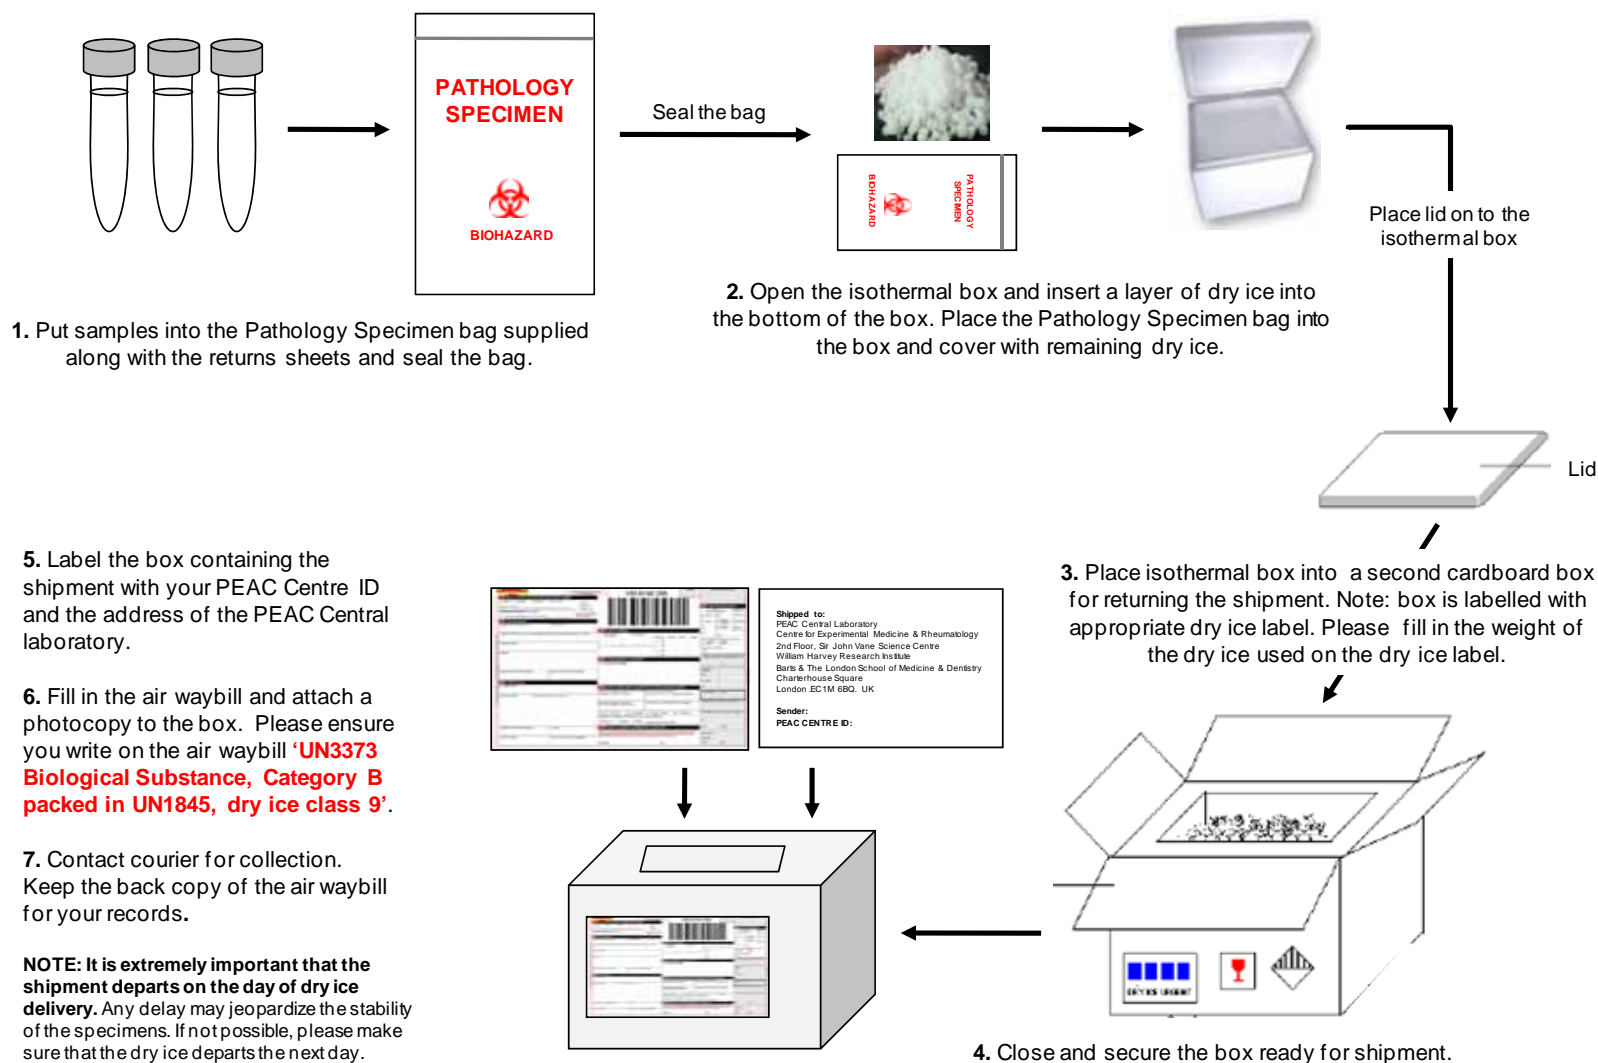 PATHOLOGY
SPECIMEN
BIOHAZARD
Seal the bag
BIOHAZARD
PATHOLOGY
SPECIMEN
Place lid on to the
isothermal box
1. Put samples into the Pathology Specimen bag supplied
along with the returns sheets and seal the bag.
2. Open the isothermal box and insert a layer of dry ice into
the bottom of the box. Place the Pathology Specimen bag into
the box and cover with remaining dry ice.
Lid
3. Place isothermal box into a second cardboard box
for returning the shipment. Note: box is labelled with
appropriate dry ice label. Please fill in the weight of
the dry ice used on the dry ice label.
Shipped to:
PEAC Central Laboratory
Centre for Experimental Medicine & Rheumatology
2nd Floor, Sir John Vane Science Centre
William Harvey Research Institute
Barts & The London School of Medicine & Dentistry
Charterhouse Square
London .EC1M 6BQ. UK
Sender:
PEAC CENTRE ID:
DRY ICE URGENT
4. Close and secure the box ready for shipment.
5. Label the box containing the
shipment with your PEAC Centre ID
and the address of the PEAC Central
laboratory.
6. Fill in the air waybill and attach a
photocopy to the box. Please ensure
you write on the air waybill ‘UN3373
Biological Substance, Category B
packed in UN1845, dry ice class 9’.
7. Contact courier for collection.
Keep the back copy of the air waybill
for your records.
NOTE: It is extremely important that the
shipment departs on the day of dry ice
delivery. Any delay may jeopardize the stability
of the specimens. If not possible, please make
sure that the dry ice departs the next day.